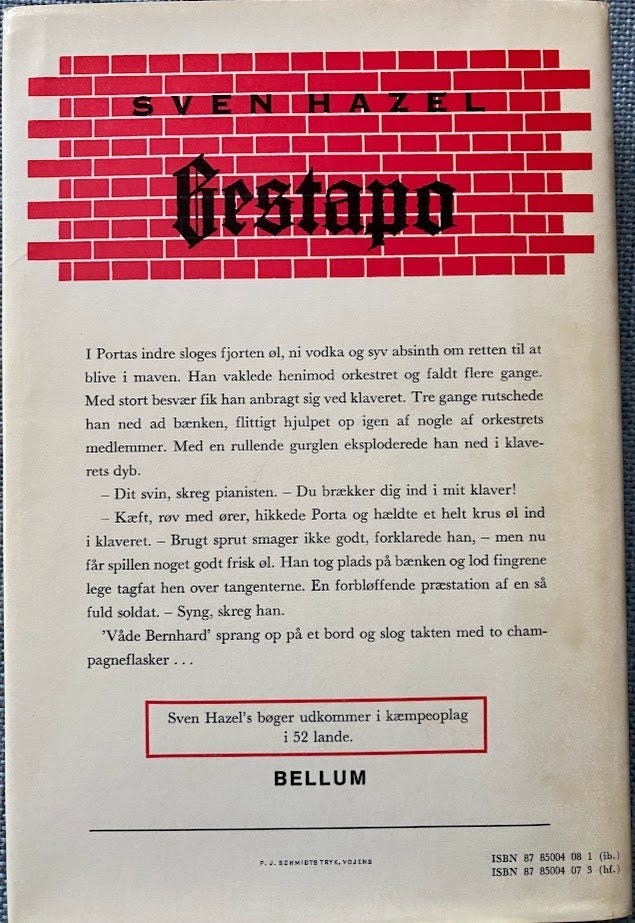 SVEN HAZEL
Gestapo
I Portas indre sloges fjorten øl, ni vodka og syv absinth om retten til at
blive i maven. Han vaklede henimod orkestret og faldt flere gange.
Med stort besvær fik han anbragt sig ved klaveret. Tre gange rutschede
han ned ad bænken, flittigt hjulpet op igen af nogle af orkestrets
medlemmer. Med en rullende gurglen eksploderede han ned i klave-
rets dyb.
– Dit svin, skreg pianisten. – Du brækker dig ind i mit klaver!
– Kæft, røv med ører, hikkede Porta og hældte et helt krus øl ind
i klaveret. – Brugt sprut smager ikke godt, forklarede han, – men nu
får spillen noget godt frisk øl. Han tog plads på bænken og lod fingrene
lege tagfat hen over tangenterne. En forbløffende præstation af en så
fuld soldat. – Syng, skreg han.
'Våde Bernhard' sprang op på et bord og slog takten med to cham-
pagneflasker . . .
Sven Hazel's bøger udkommer i kæmpeoplag
i 52 lande.
BELLUM
P. J. SCHMIDTS TRYK, VOJENS
ISBN 87 85004 08 1 (ib.)
ISBN 87 85004 07 3 (hf.)